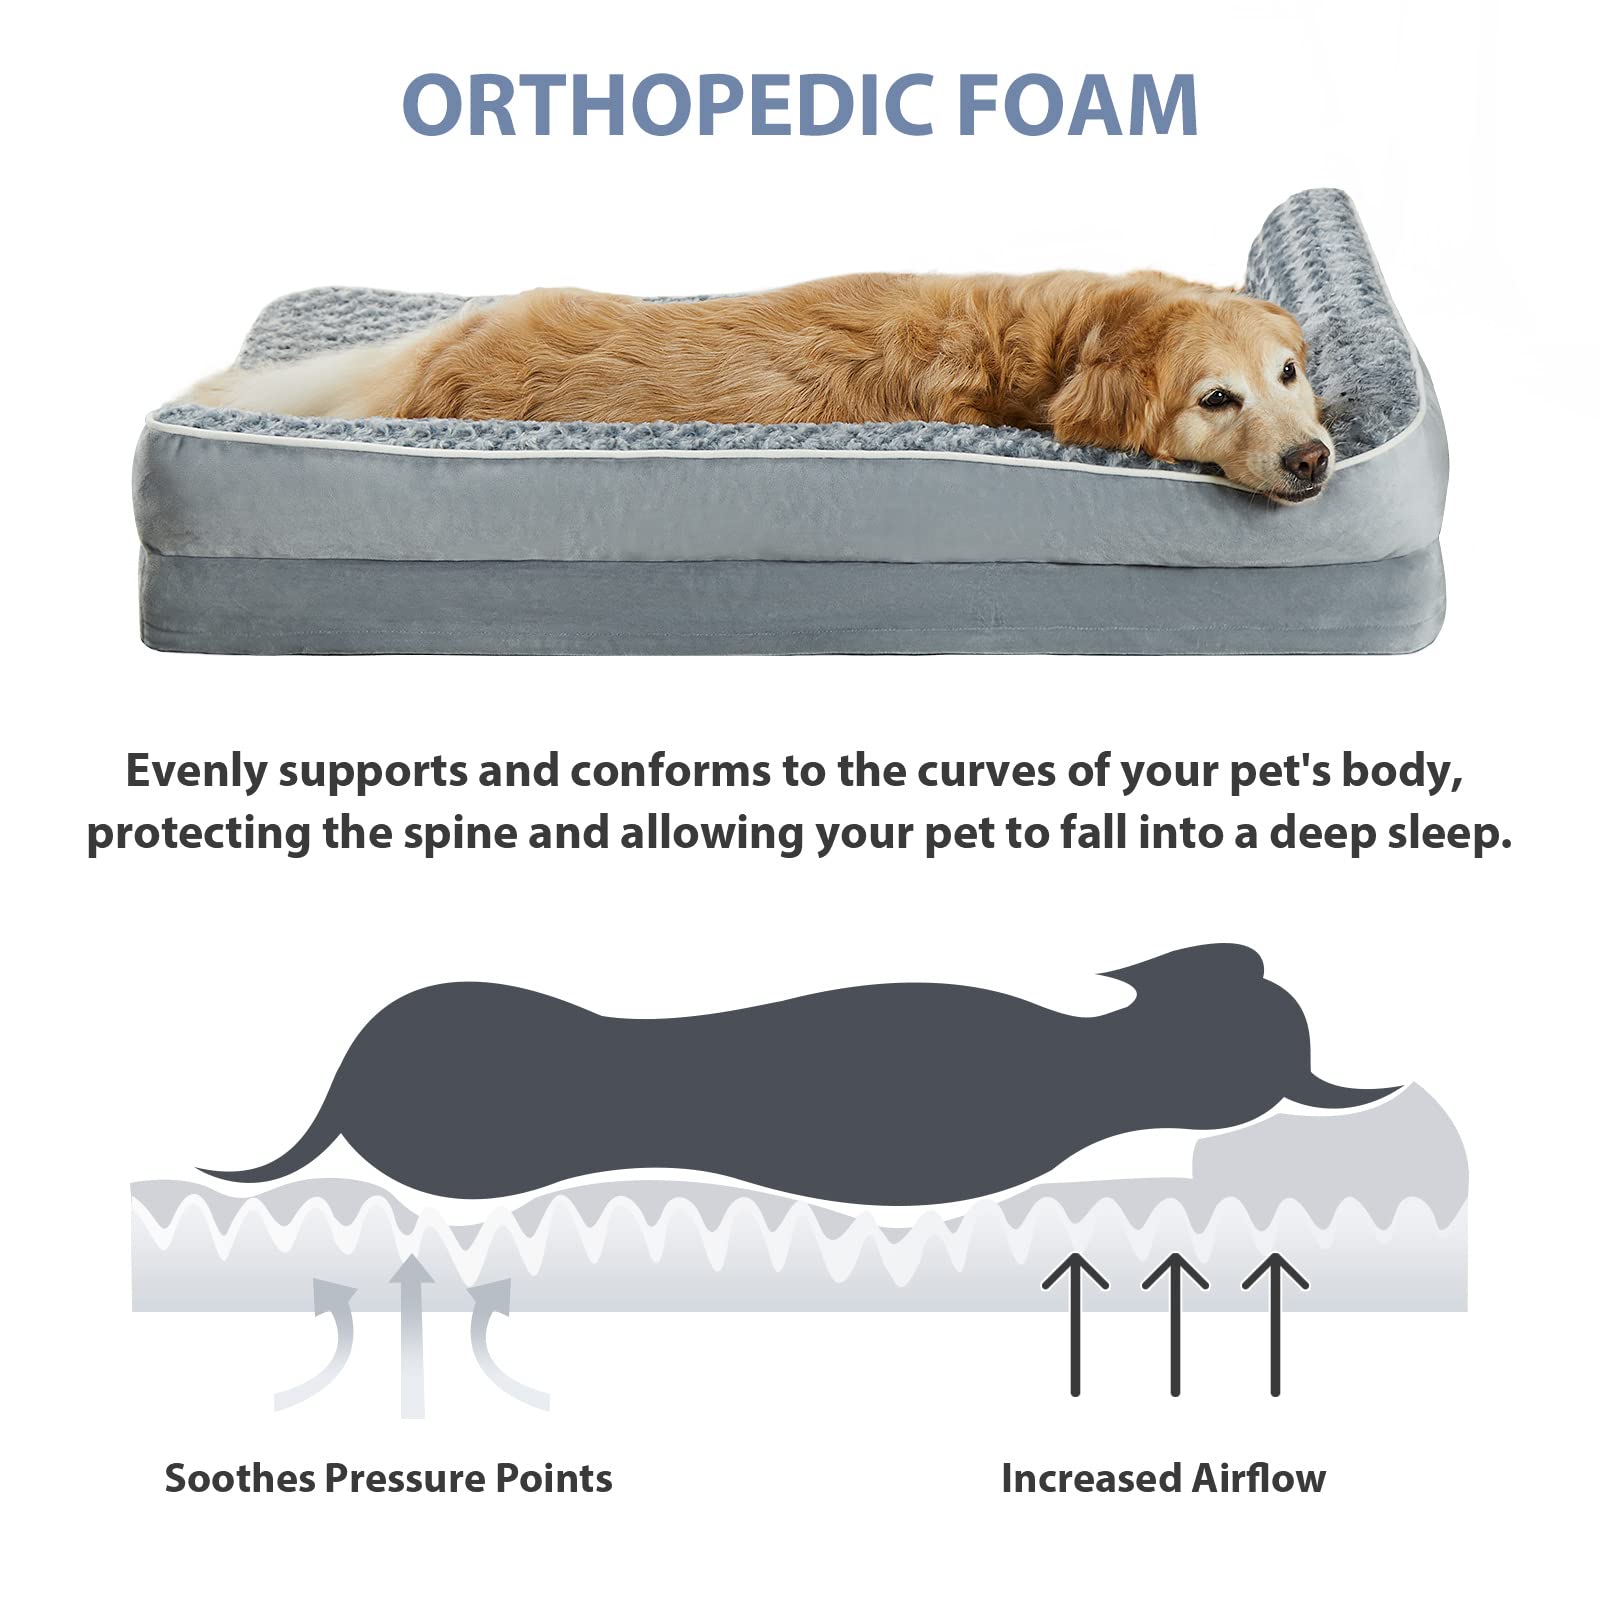 ORTHOPEDIC FOAM
Evenly supports and conforms to the curves of your pet's body,
protecting the spine and allowing your pet to fall into a deep sleep.
Soothes Pressure Points
Increased Airflow